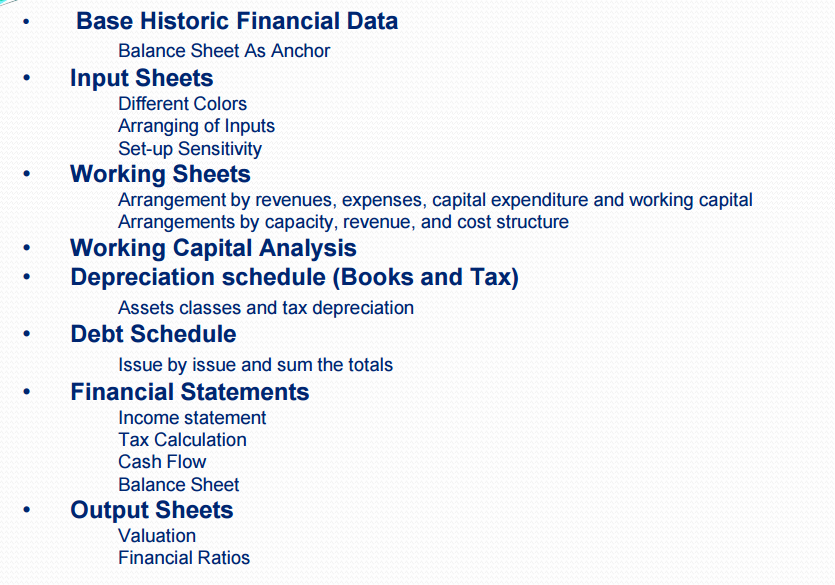 • Base Historic Financial Data
Balance Sheet As Anchor
• Input Sheets
Different Colors
Arranging of Inputs
Set-up Sensitivity
• Working Sheets
Arrangement by revenues, expenses, capital expenditure and working capital
Arrangements by capacity, revenue, and cost structure
• Working Capital Analysis
• Depreciation schedule (Books and Tax)
Assets classes and tax depreciation
• Debt Schedule
Issue by issue and sum the totals
• Financial Statements
Income statement
Tax Calculation
Cash Flow
Balance Sheet
• Output Sheets
Valuation
Financial Ratios